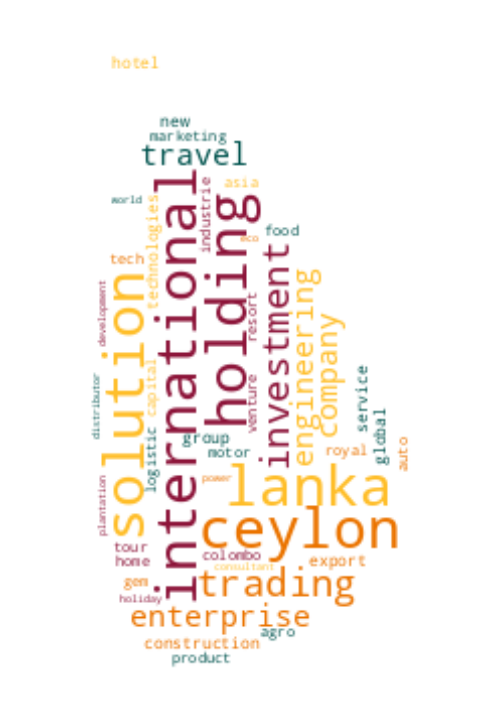 hotel
new
marketing
travel
asia
world
international
holding
industrie
technologies
eco
food
tech
investment
engineering
solution
development
resort
company
service
distributor
capital
venture
global
logistic
group
motor
royal
auto
power
plantation
lanka
ceylon
tour
home
colombo
consultant
export
gem
trading
holiday
enterprise
agro
construction
product